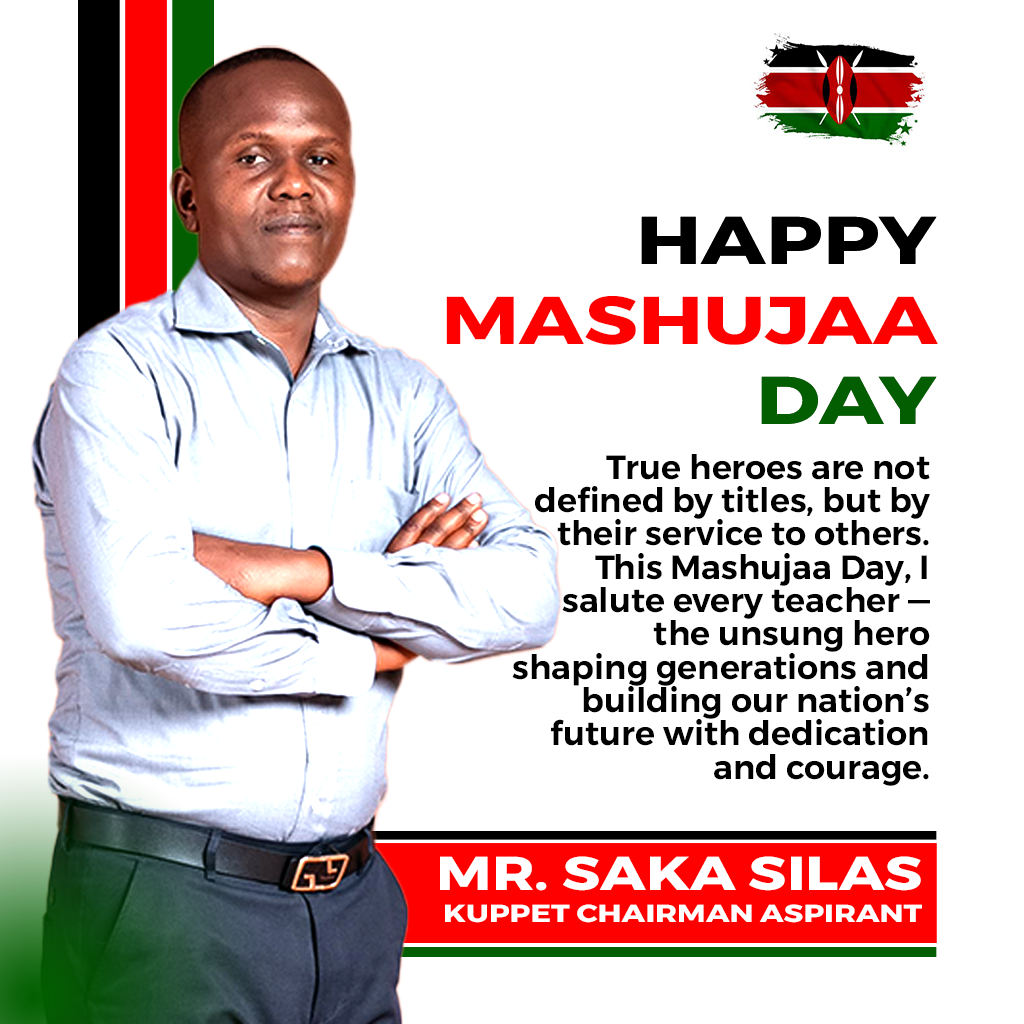 HAPPY
MASHUJAA
DAY
True heroes are not
defined by titles, but by
their service to others.
This Mashujaa Day, I
salute every teacher —
the unsung hero
shaping generations and
building our nation’s
future with dedication
and courage.
MR. SAKA SILAS
KUPPET CHAIRMAN ASPIRANT